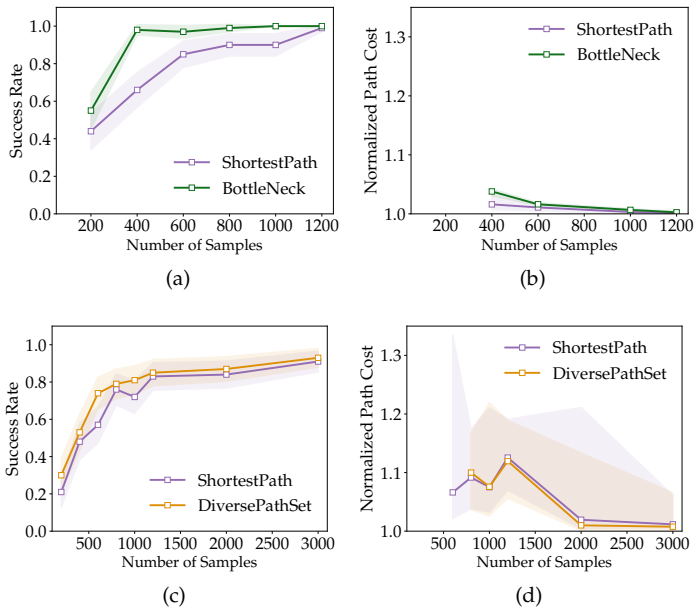 1.0
0.8
0.6
0.4
0.2
0.0
Success Rate
ShortestPath
BottleNeck
200 400 600 800 1000 1200
Number of Samples
(a)
1.3
1.2
1.1
1.0
Normalized Path Cost
ShortestPath
BottleNeck
200 400 600 800 1000 1200
Number of Samples
(b)
1.0
0.8
0.6
0.4
0.2
0.0
Success Rate
ShortestPath
DiversePathSet
500 1000 1500 2000 2500 3000
Number of Samples
(c)
1.3
1.2
1.1
1.0
Normalized Path Cost
ShortestPath
DiversePathSet
500 1000 1500 2000 2500 3000
Number of Samples
(d)